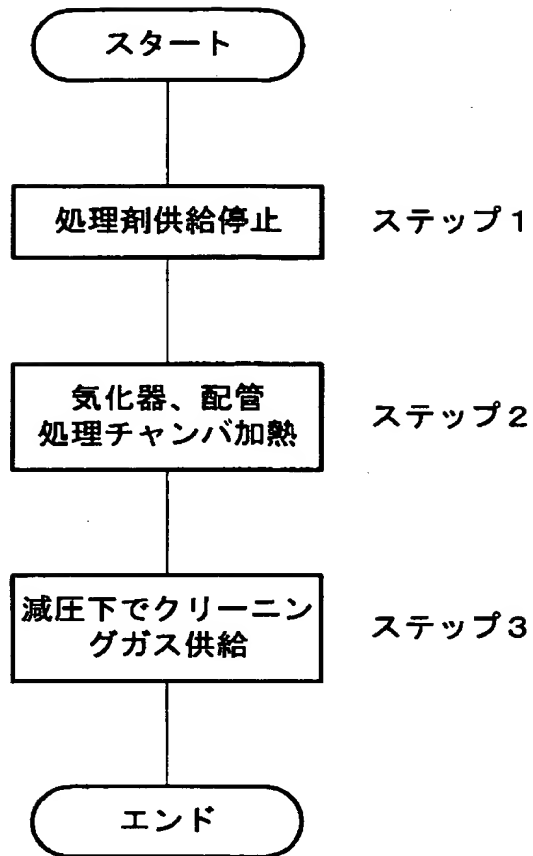 スタート
処理剤供給停止 ステップ1
気化器、配管
処理チャンバ加熱 ステップ2
減圧下でクリーニン
グガス供給 ステップ3
エンド